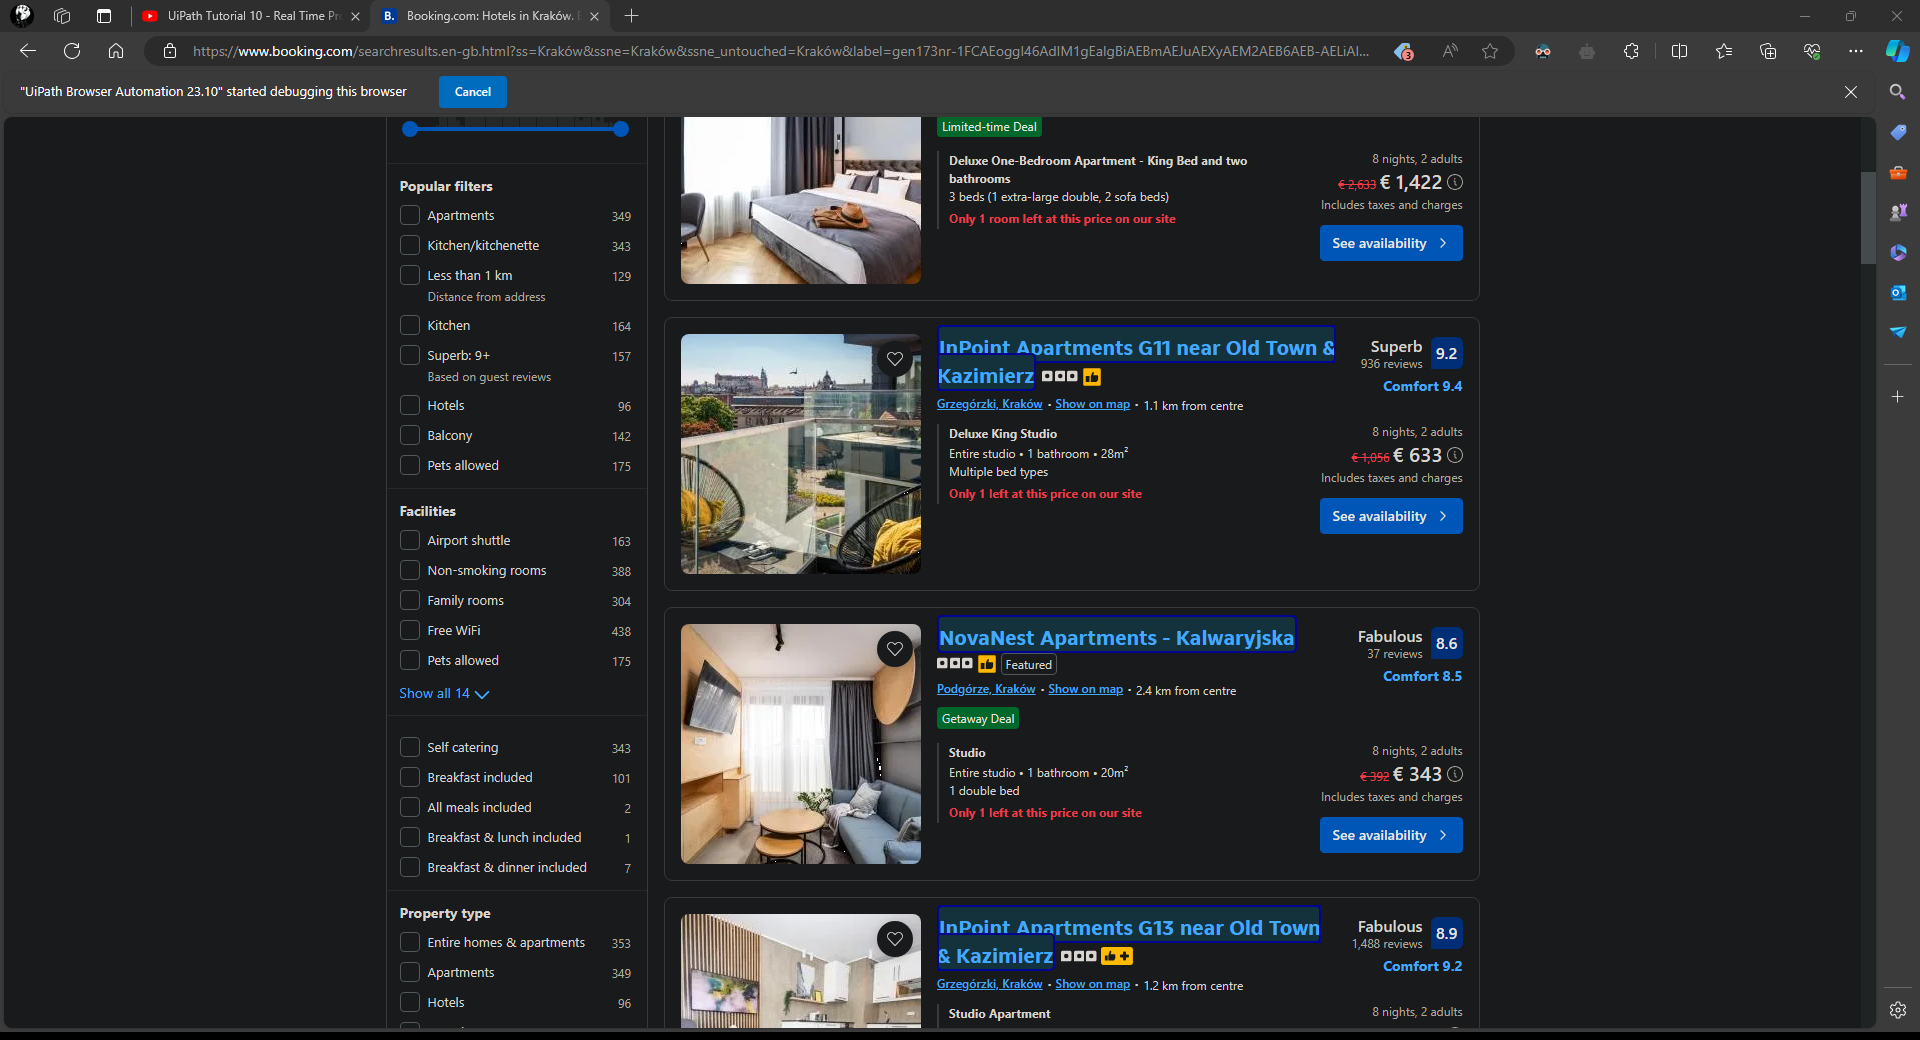 UiPath Tutorial 10 - Real Time Pr
B. Booking.com: Hotels in Kraków.
https://www.booking.com/searchresults.en-gb.html?ss=Kraków&ssne=Kraków&ssne_untouched=Kraków&label=gen173nr-1FCAEoggI46AdIM1gEaIgBiAEBmAEJuAEXyAEM2AEB6AEB-AELiAI...
3
"UiPath Browser Automation 23.10" started debugging this browser
Cancel
Popular filters
Apartments 349
Kitchen/kitchenette 343
Less than 1 km 129
Distance from address
Kitchen 164
Superb: 9+ 157
Based on guest reviews
Hotels 96
Balcony 142
Pets allowed 175
Facilities
Airport shuttle 163
Non-smoking rooms 388
Family rooms 304
Free WiFi 438
Pets allowed 175
Show all 14
Self catering 343
Breakfast included 101
All meals included 2
Breakfast & lunch included 1
Breakfast & dinner included 7
Property type
Entire homes & apartments 353
Apartments 349
Hotels 96
Limited-time Deal
Deluxe One-Bedroom Apartment - King Bed and two
bathrooms
3 beds (1 extra-large double, 2 sofa beds)
Only 1 room left at this price on our site
8 nights, 2 adults
€ 2,633 € 1,422
Includes taxes and charges
See availability
InPoint Apartments G11 near Old Town &
Kazimierz
Superb 9.2
936 reviews
Comfort 9.4
Grzegórzki, Kraków • Show on map • 1.1 km from centre
Deluxe King Studio
Entire studio • 1 bathroom • 28m²
Multiple bed types
Only 1 left at this price on our site
8 nights, 2 adults
€ 1,056 € 633
Includes taxes and charges
See availability
NovaNest Apartments - Kalwaryjska
Featured
Fabulous 8.6
37 reviews
Comfort 8.5
Podgórze, Kraków • Show on map • 2.4 km from centre
Getaway Deal
Studio
Entire studio • 1 bathroom • 20m²
1 double bed
Only 1 left at this price on our site
8 nights, 2 adults
€ 392 € 343
Includes taxes and charges
See availability
InPoint Apartments G13 near Old Town
& Kazimierz
Fabulous 8.9
1,488 reviews
Comfort 9.2
Grzegórzki, Kraków • Show on map • 1.2 km from centre
Studio Apartment
8 nights, 2 adults